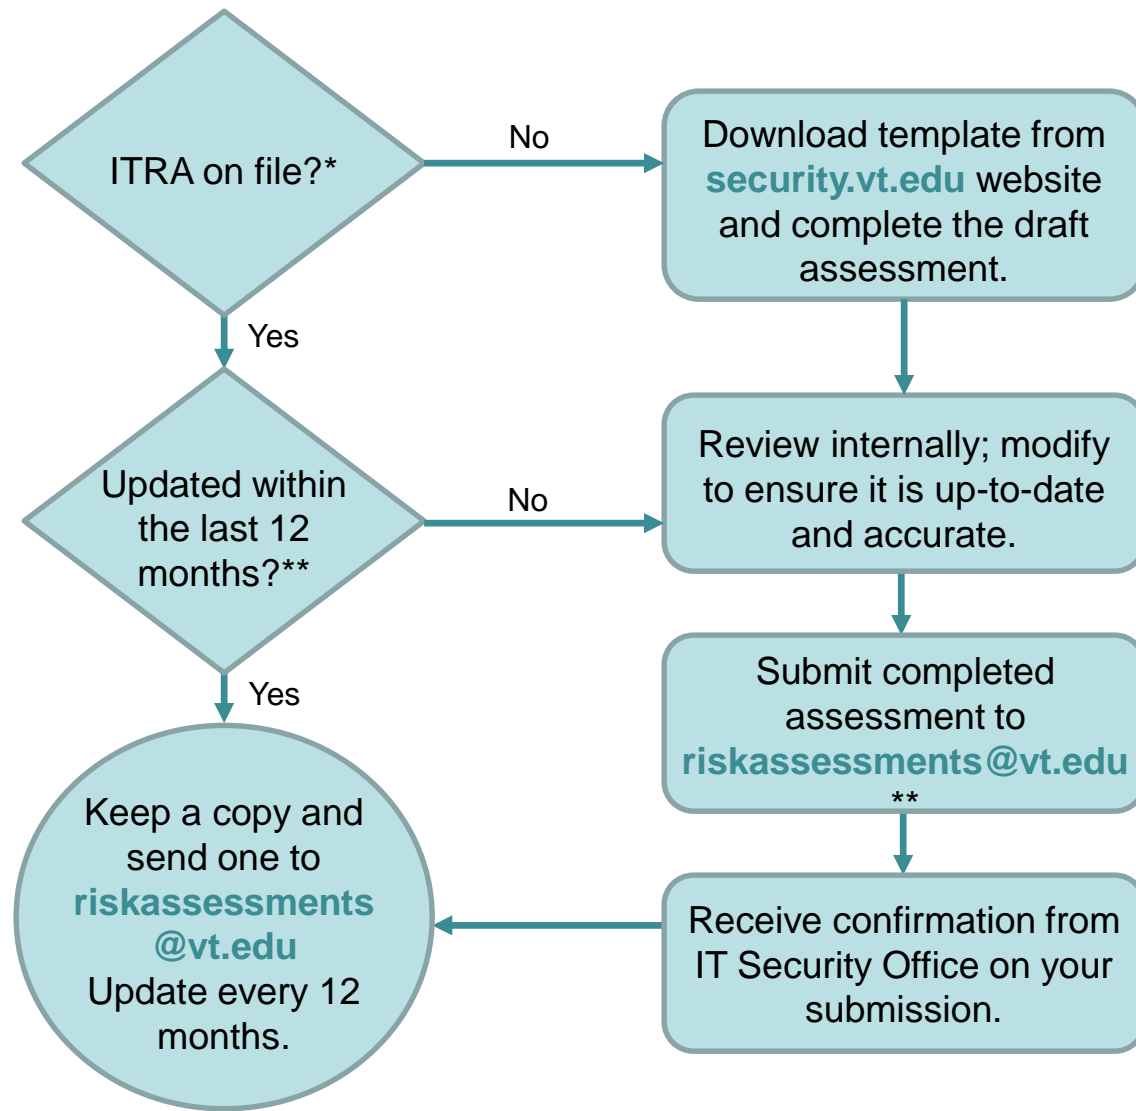 ITRA on file?*
No
Download template from
security.vt.edu website
and complete the draft
assessment.
Yes
Updated within
the last 12
months?**
No
Review internally; modify
to ensure it is up-to-date
and accurate.
Yes
Submit completed
assessment to
riskassessments@vt.edu
**
Keep a copy and
send one to
riskassessments
@vt.edu
Update every 12
months.
Receive confirmation from
IT Security Office on your
submission.